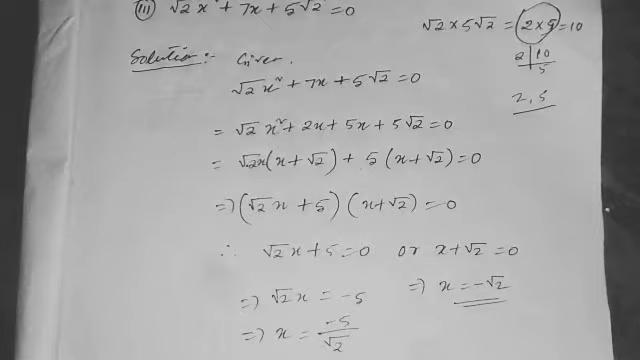 (iii) √2 x² + 7x + 5√2 = 0
√2 × 5√2 = (2 × 5) = 10
2 | 10
5
2, 5
Solution :- Given,
√2 x² + 7x + 5√2 = 0
= √2 x² + 2x + 5x + 5√2 = 0
= √2x(x + √2) + 5(x + √2) = 0
=> (√2 x + 5)(x + √2) = 0
∴ √2 x + 5 = 0 or x + √2 = 0
=> √2 x = -5 => x = -√2
=> x = -5/√2